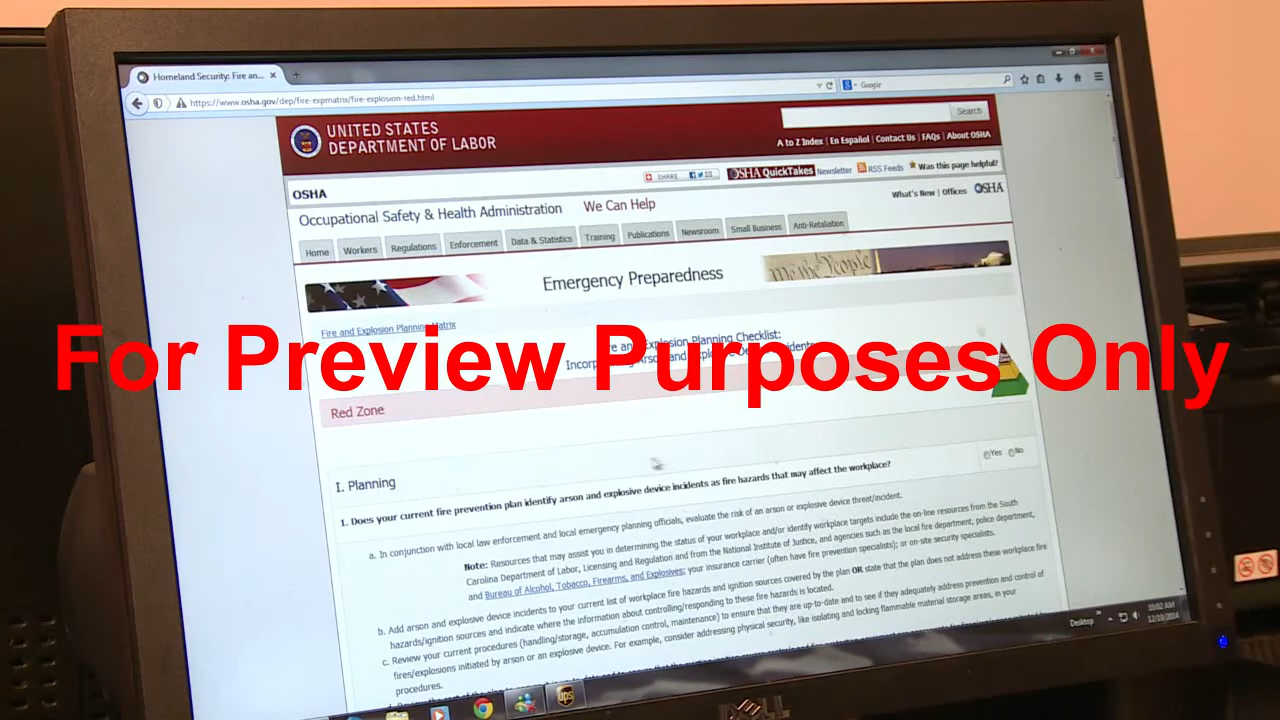 Homeland Security: Fire an...
https://www.osha.gov/dep/fire-expmatrix/fire-explosion-red.html
Google
UNITED STATES
DEPARTMENT OF LABOR
Search
A to Z Index | En Español | Contact Us | FAQs | About OSHA
SHARE
OSHA QuickTakes Newsletter RSS Feeds Was this page helpful?
OSHA
What's New | Offices OSHA
Occupational Safety & Health Administration We Can Help
Home Workers Regulations Enforcement Data & Statistics Training Publications Newsroom Small Business Anti-Retaliation
Emergency Preparedness
We the People
Fire and Explosion Planning Matrix
and Explosion Planning Checklist:
For Preview Purposes Only
Red Zone
I. Planning
Yes No
1. Does your current fire prevention plan identify arson and explosive device incidents as fire hazards that may affect the workplace?
a. In conjunction with local law enforcement and local emergency planning officials, evaluate the risk of an arson or explosive device threat/incident.
Note: Resources that may assist you in determining the status of your workplace and/or identify workplace targets include the on-line resources from the South
Carolina Department of Labor, Licensing and Regulation and from the National Institute of Justice, and agencies such as the local fire department, police department,
and Bureau of Alcohol, Tobacco, Firearms, and Explosives; your insurance carrier (often have fire prevention specialists); or on-site security specialists.
b. Add arson and explosive device incidents to your current list of workplace fire hazards and ignition sources covered by the plan OR state that the plan does not address these workplace fire
hazards/ignition sources and indicate where the information about controlling/responding to these fire hazards is located.
c. Review your current procedures (handling/storage, accumulation control, maintenance) to ensure that they are up-to-date and to see if they adequately address prevention and control of
fires/explosions initiated by arson or an explosive device. For example, consider addressing physical security, like isolating and locking flammable material storage areas, in your
procedures.
Desktop
10:02 AM
12/19/2014
ups
DELL